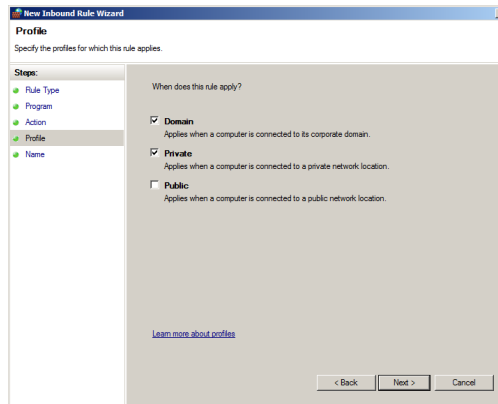 New Inbound Rule Wizard
Profile
Specify the profiles for which this rule applies.
Steps:
Rule Type
Program
Action
Profile
Name
When does this rule apply?
Domain
Applies when a computer is connected to its corporate domain.
Private
Applies when a computer is connected to a private network location.
Public
Applies when a computer is connected to a public network location.
Learn more about profiles
< Back
Next >
Cancel